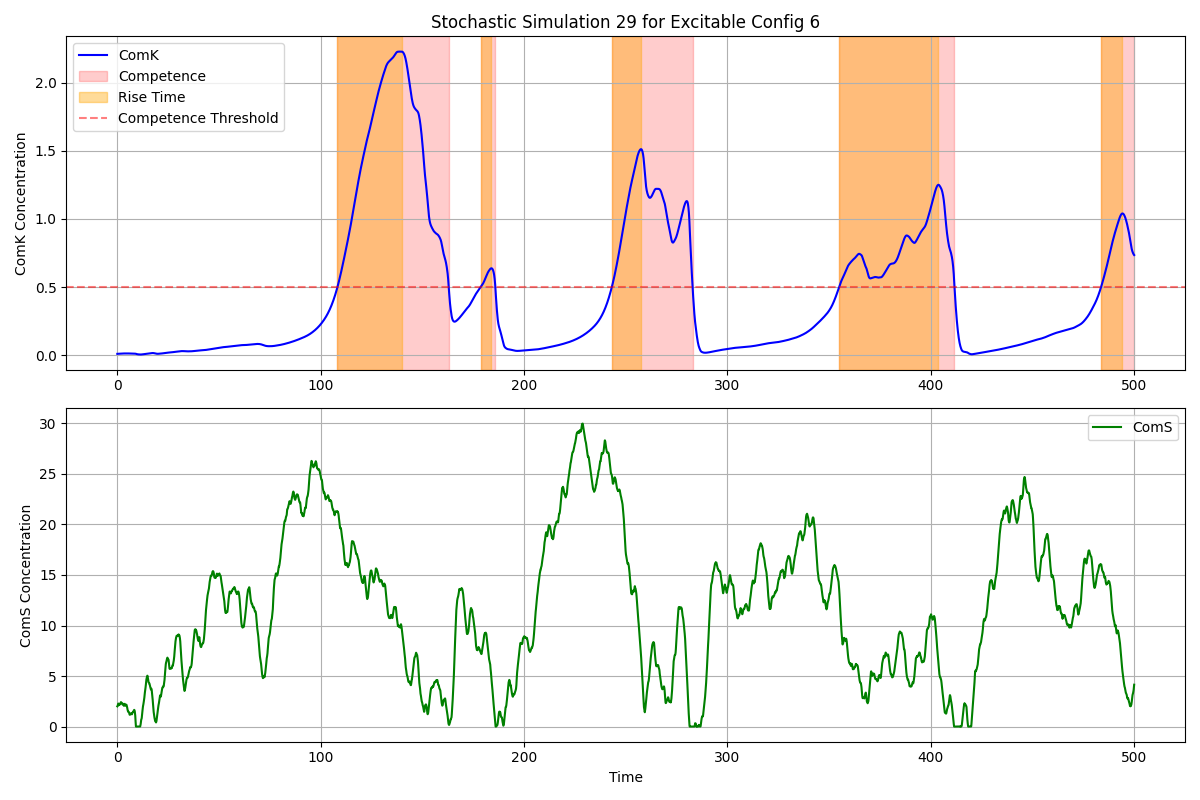 Stochastic Simulation 29 for Excitable Config 6
ComK Concentration
2.0
1.5
1.0
0.5
0.0
ComK
Competence
Rise Time
Competence Threshold
0 100 200 300 400 500
ComS Concentration
30
25
20
15
10
5
0
ComS
0 100 200 300 400 500
Time